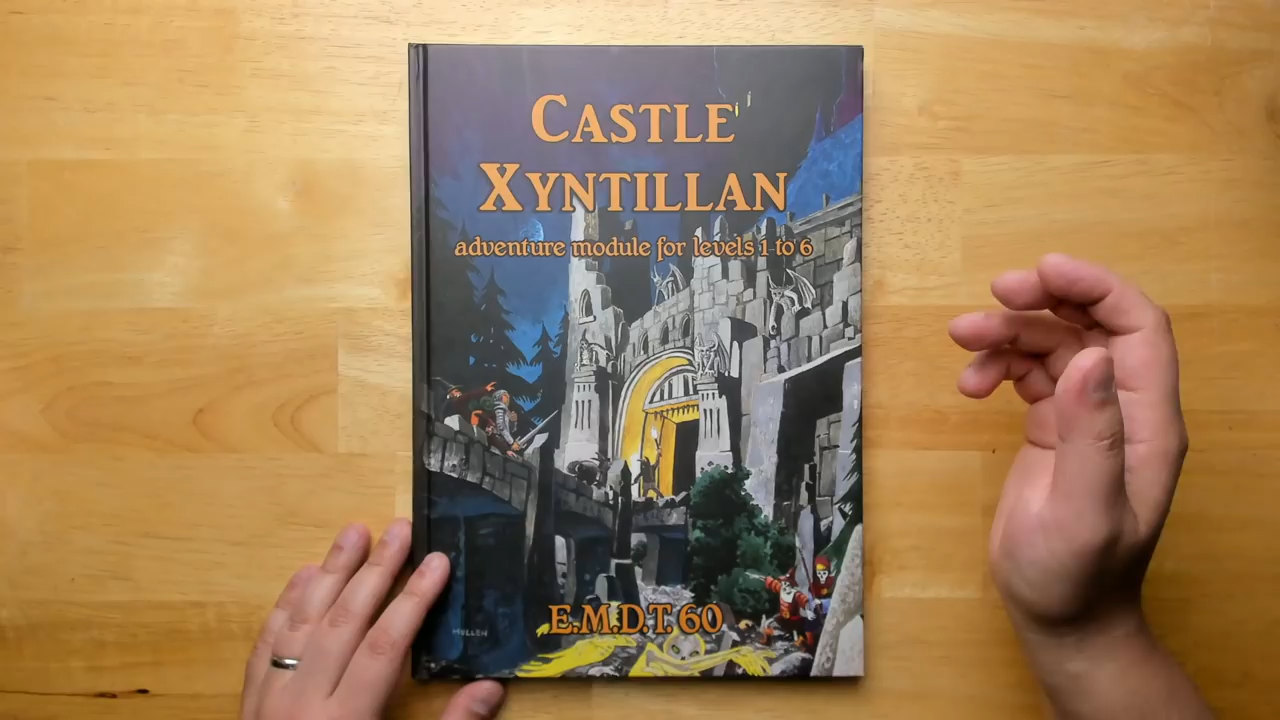 CASTLE
XYNTILLAN
adventure module for levels 1 to 6
E.M.D.T. 60
MULLEN